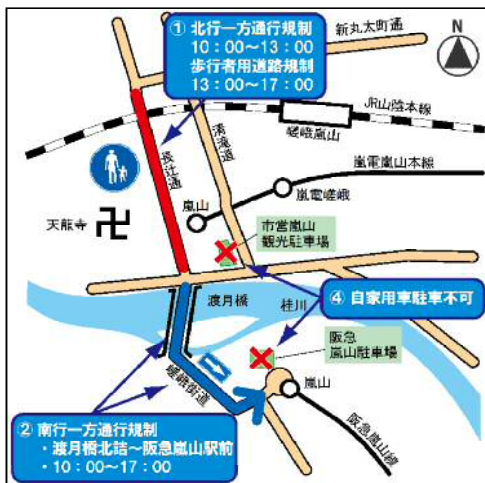 ① 北行一方通行規制
10：00～13：00
歩行者用道路規制
13：00～17：00
新丸太町通
N
JR山陰本線
嵯峨嵐山
長辻通
清滝道
嵐電嵐山本線
嵐電嵯峨
嵐山
天龍寺
市営嵐山
観光駐車場
渡月橋
桂川
④ 自家用車駐車不可
阪急
嵐山駐車場
嵯峨街道
嵐山
阪急嵐山線
② 南行一方通行規制
・渡月橋北詰～阪急嵐山駅前
・10：00～17：00